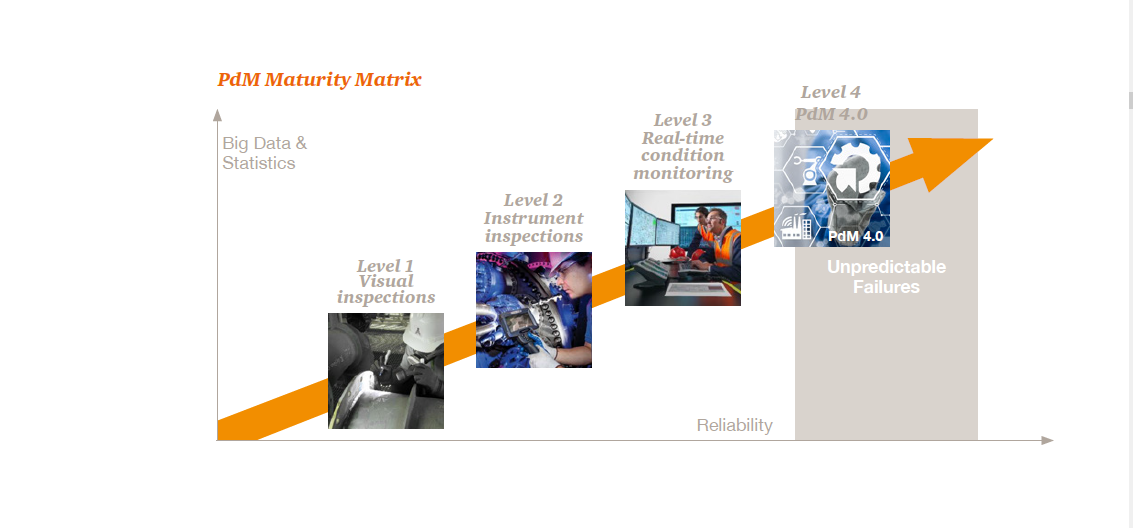 PdM Maturity Matrix
Big Data &
Statistics
Level 1
Visual
inspections
Level 2
Instrument
inspections
Level 3
Real-time
condition
monitoring
Level 4
PdM 4.0
PdM 4.0
Unpredictable
Failures
Reliability